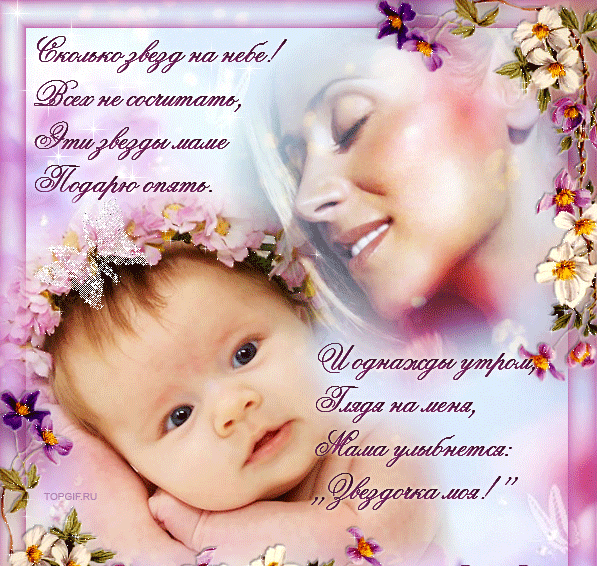 Сколько звезд на небе!
Всех не сосчитать,
Эти звезды маме
Подарю опять.
И однажды утром,
Глядя на меня,
Мама улыбнется:
,,Звездочка моя!"
TOPGIF.RU